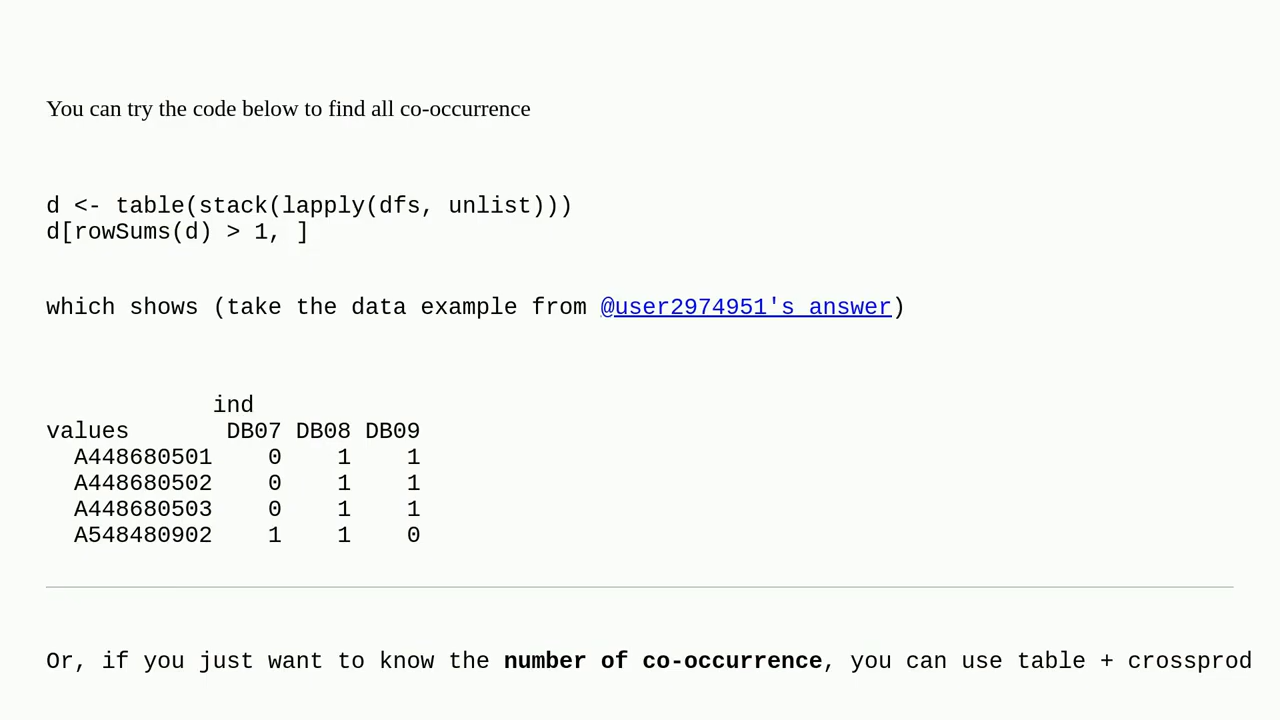 You can try the code below to find all co-occurrence
d <- table(stack(lapply(dfs, unlist)))
d[rowSums(d) > 1, ]
which shows (take the data example from @user2974951's answer)
            ind
values       DB07 DB08 DB09
  A448680501    0    1    1
  A448680502    0    1    1
  A448680503    0    1    1
  A548480902    1    1    0
Or, if you just want to know the number of co-occurrence, you can use table + crossprod